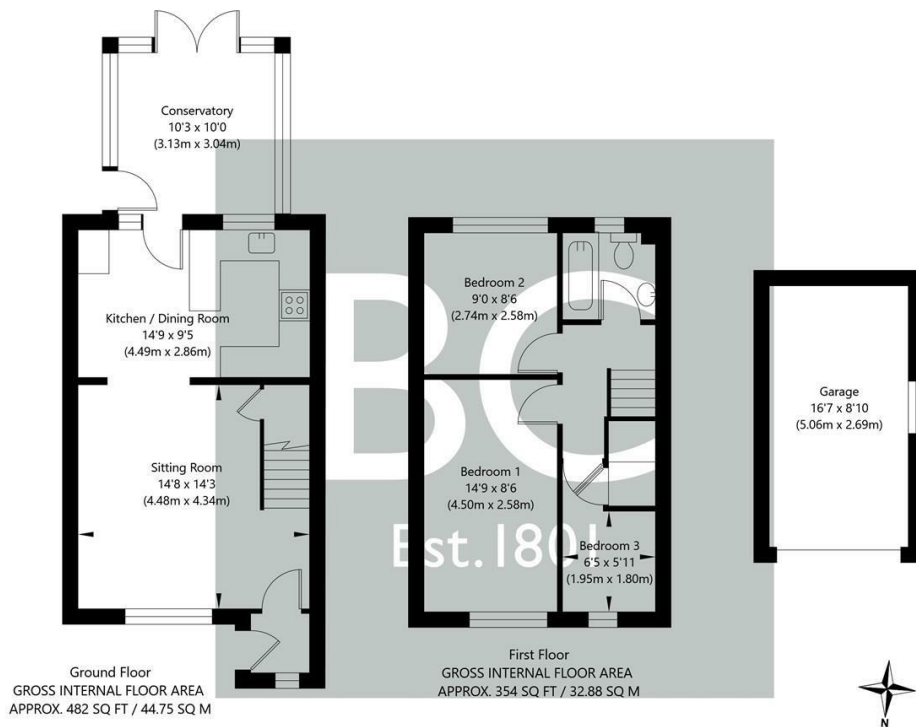 Conservatory
10'3 x 10'0
(3.13m x 3.04m)
Kitchen / Dining Room
14'9 x 9'5
(4.49m x 2.86m)
Sitting Room
14'8 x 14'3
(4.48m x 4.34m)
Ground Floor
GROSS INTERNAL FLOOR AREA
APPROX. 482 SQ FT / 44.75 SQ M
Bedroom 2
9'0 x 8'6
(2.74m x 2.58m)
Bedroom 1
14'9 x 8'6
(4.50m x 2.58m)
Bedroom 3
6'5 x 5'11
(1.95m x 1.80m)
First Floor
GROSS INTERNAL FLOOR AREA
APPROX. 354 SQ FT / 32.88 SQ M
Garage
16'7 x 8'10
(5.06m x 2.69m)
BC
Est. 1801
N